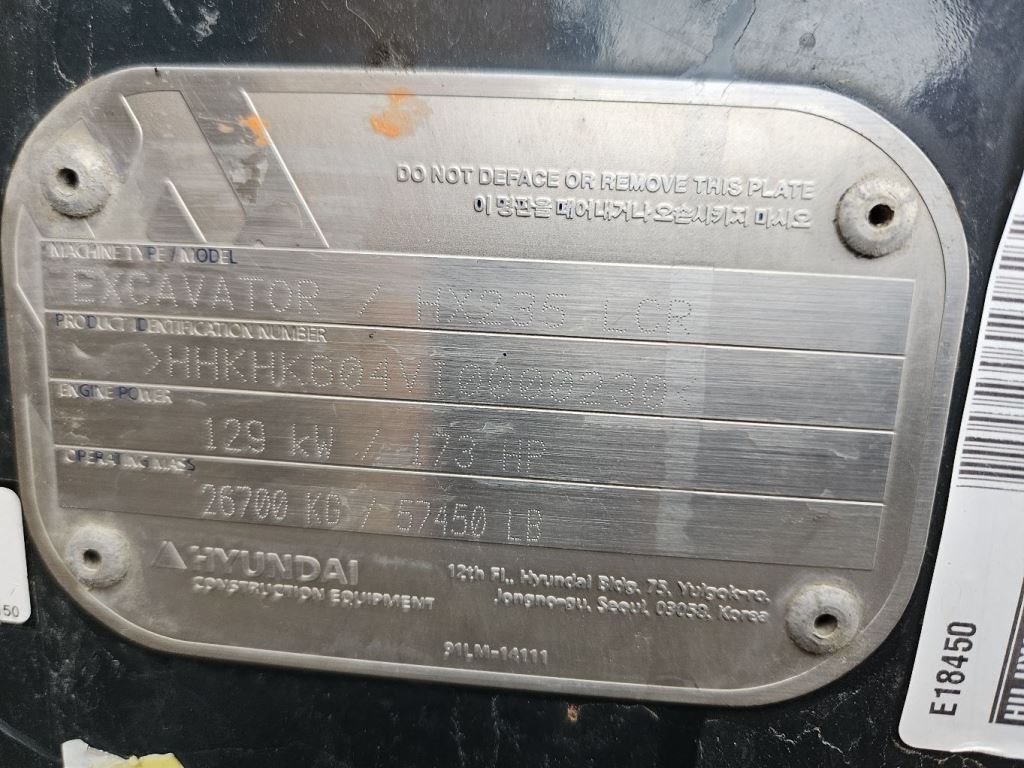 DO NOT DEFACE OR REMOVE THIS PLATE
이 명판을 떼어내거나 오손시키지 마시오
MACHINE TYPE / MODEL
EXCAVATOR / HX235 LCR
PRODUCT IDENTIFICATION NUMBER
>HHKHK604VL0000230<
ENGINE POWER
129 kW / 173 HP
OPERATING MASS
26700 KG / 57450 LB
HYUNDAI
CONSTRUCTION EQUIPMENT
12th Fl., Hyundai Bldg. 75, Yulgok-ro,
Jongno-gu, Seoul, 03058, Korea
91LM-14111
E18450
50